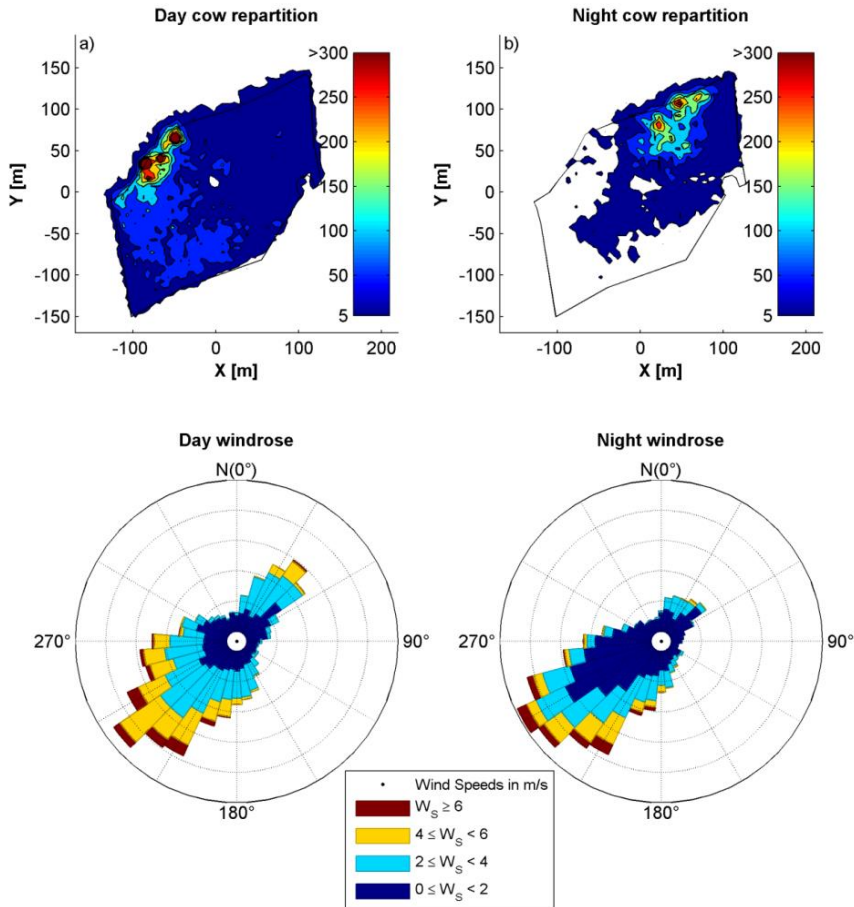 Day cow repartition
Night cow repartition
a)
b)
>300
250
200
150
100
50
5
>300
250
200
150
100
50
5
150
100
50
0
-50
-100
-150
150
100
50
0
-50
-100
-150
Y [m]
Y [m]
-100
0
100
200
-100
0
100
200
X [m]
X [m]
Day windrose
Night windrose
N(0°)
N(0°)
270°
90°
270°
90°
180°
180°
Wind Speeds in m/s
W_S ≥ 6
4 ≤ W_S < 6
2 ≤ W_S < 4
0 ≤ W_S < 2